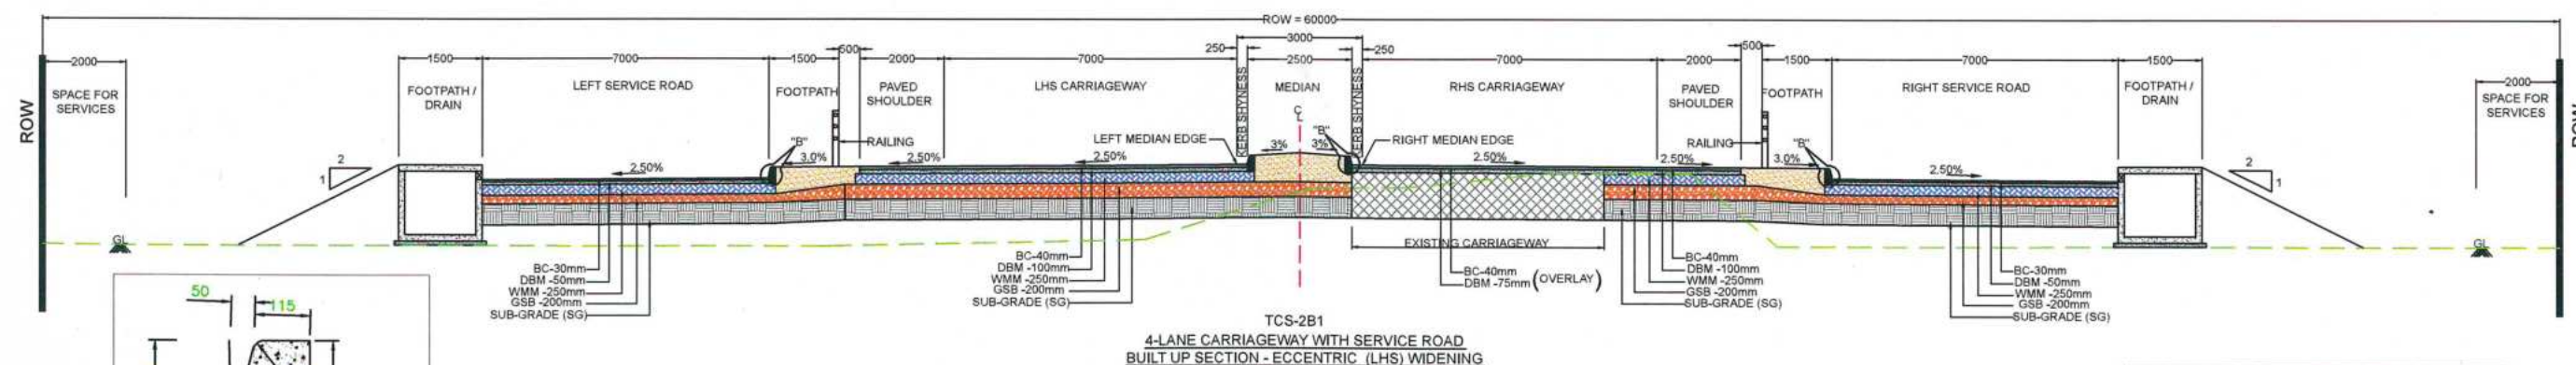 ROW = 60000
3000
250
250
2000
1500
7000
1500
500
2000
7000
2500
7000
2000
500
1500
7000
1500
2000
ROW
SPACE FOR
SERVICES
FOOTPATH /
DRAIN
LEFT SERVICE ROAD
FOOTPATH
PAVED
SHOULDER
LHS CARRIAGEWAY
KERB SHYNESS
MEDIAN
KERB SHYNESS
RHS CARRIAGEWAY
PAVED
SHOULDER
FOOTPATH
RIGHT SERVICE ROAD
FOOTPATH /
DRAIN
SPACE FOR
SERVICES
ROW
CL
"B"
RAILING
LEFT MEDIAN EDGE
"B"
RIGHT MEDIAN EDGE
RAILING
"B"
2
1
2.50%
3.0%
2.50%
2.50%
3%
3%
2.50%
2.50%
3.0%
2.50%
2
1
GL
GL
EXISTING CARRIAGEWAY
BC-30mm
DBM -50mm
WMM -250mm
GSB -200mm
SUB-GRADE (SG)
BC-40mm
DBM -100mm
WMM -250mm
GSB -200mm
SUB-GRADE (SG)
BC-40mm
DBM -75mm (OVERLAY)
BC-40mm
DBM -100mm
WMM -250mm
GSB -200mm
SUB-GRADE (SG)
BC-30mm
DBM -50mm
WMM -250mm
GSB -200mm
SUB-GRADE (SG)
50
115
TCS-2B1
4-LANE CARRIAGEWAY WITH SERVICE ROAD
BUILT UP SECTION - ECCENTRIC (LHS) WIDENING